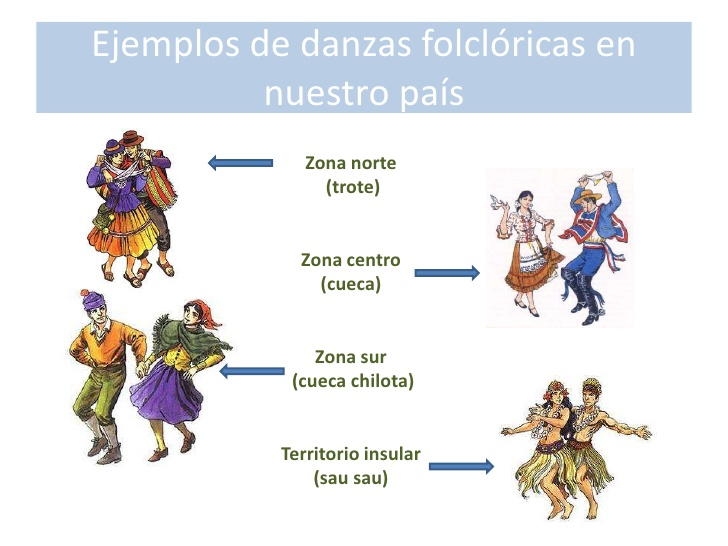 Ejemplos de danzas folclóricas en
nuestro país
Zona norte
(trote)
Zona centro
(cueca)
Zona sur
(cueca chilota)
Territorio insular
(sau sau)